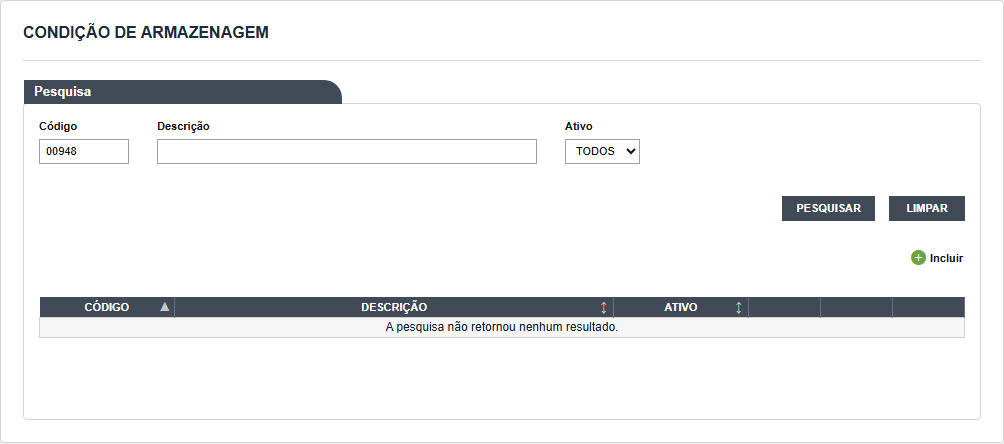 CONDIÇÃO DE ARMAZENAGEM
Pesquisa
Código Descrição Ativo
00948 TODOS
PESQUISAR LIMPAR
Incluir
CÓDIGO DESCRIÇÃO ATIVO
A pesquisa não retornou nenhum resultado.